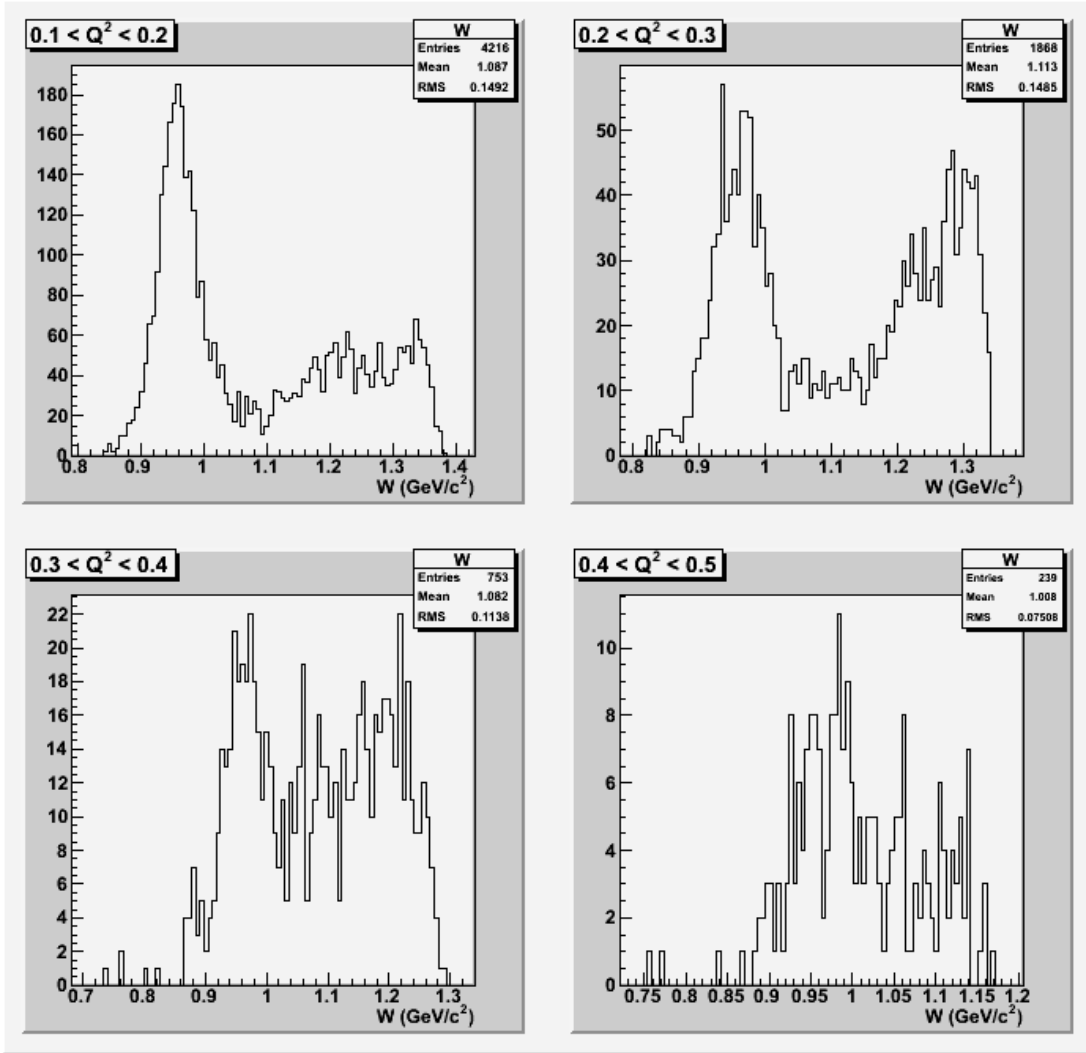 0.1 < Q² < 0.2
W
Entries 4216
Mean 1.087
RMS 0.1492
180
160
140
120
100
80
60
40
20
0
0.8 0.9 1 1.1 1.2 1.3 1.4
W (GeV/c²)
0.2 < Q² < 0.3
W
Entries 1868
Mean 1.113
RMS 0.1485
50
40
30
20
10
0
0.8 0.9 1 1.1 1.2 1.3
W (GeV/c²)
0.3 < Q² < 0.4
W
Entries 753
Mean 1.082
RMS 0.1138
22
20
18
16
14
12
10
8
6
4
2
0
0.7 0.8 0.9 1 1.1 1.2 1.3
W (GeV/c²)
0.4 < Q² < 0.5
W
Entries 239
Mean 1.008
RMS 0.07508
10
8
6
4
2
0
0.75 0.8 0.85 0.9 0.95 1 1.05 1.1 1.15 1.2
W (GeV/c²)